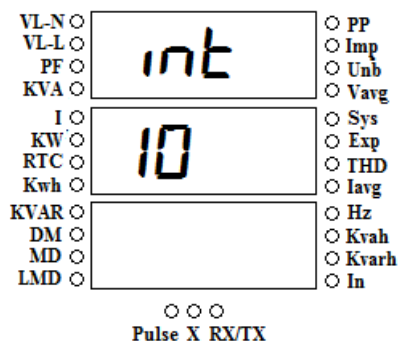 VL-N
VL-L
PF
KVA
int
PP
Imp
Unb
Vavg
I
KW
RTC
Kwh
10
Sys
Exp
THD
Iavg
KVAR
DM
MD
LMD
Hz
Kvah
Kvarh
In
Pulse X RX/TX